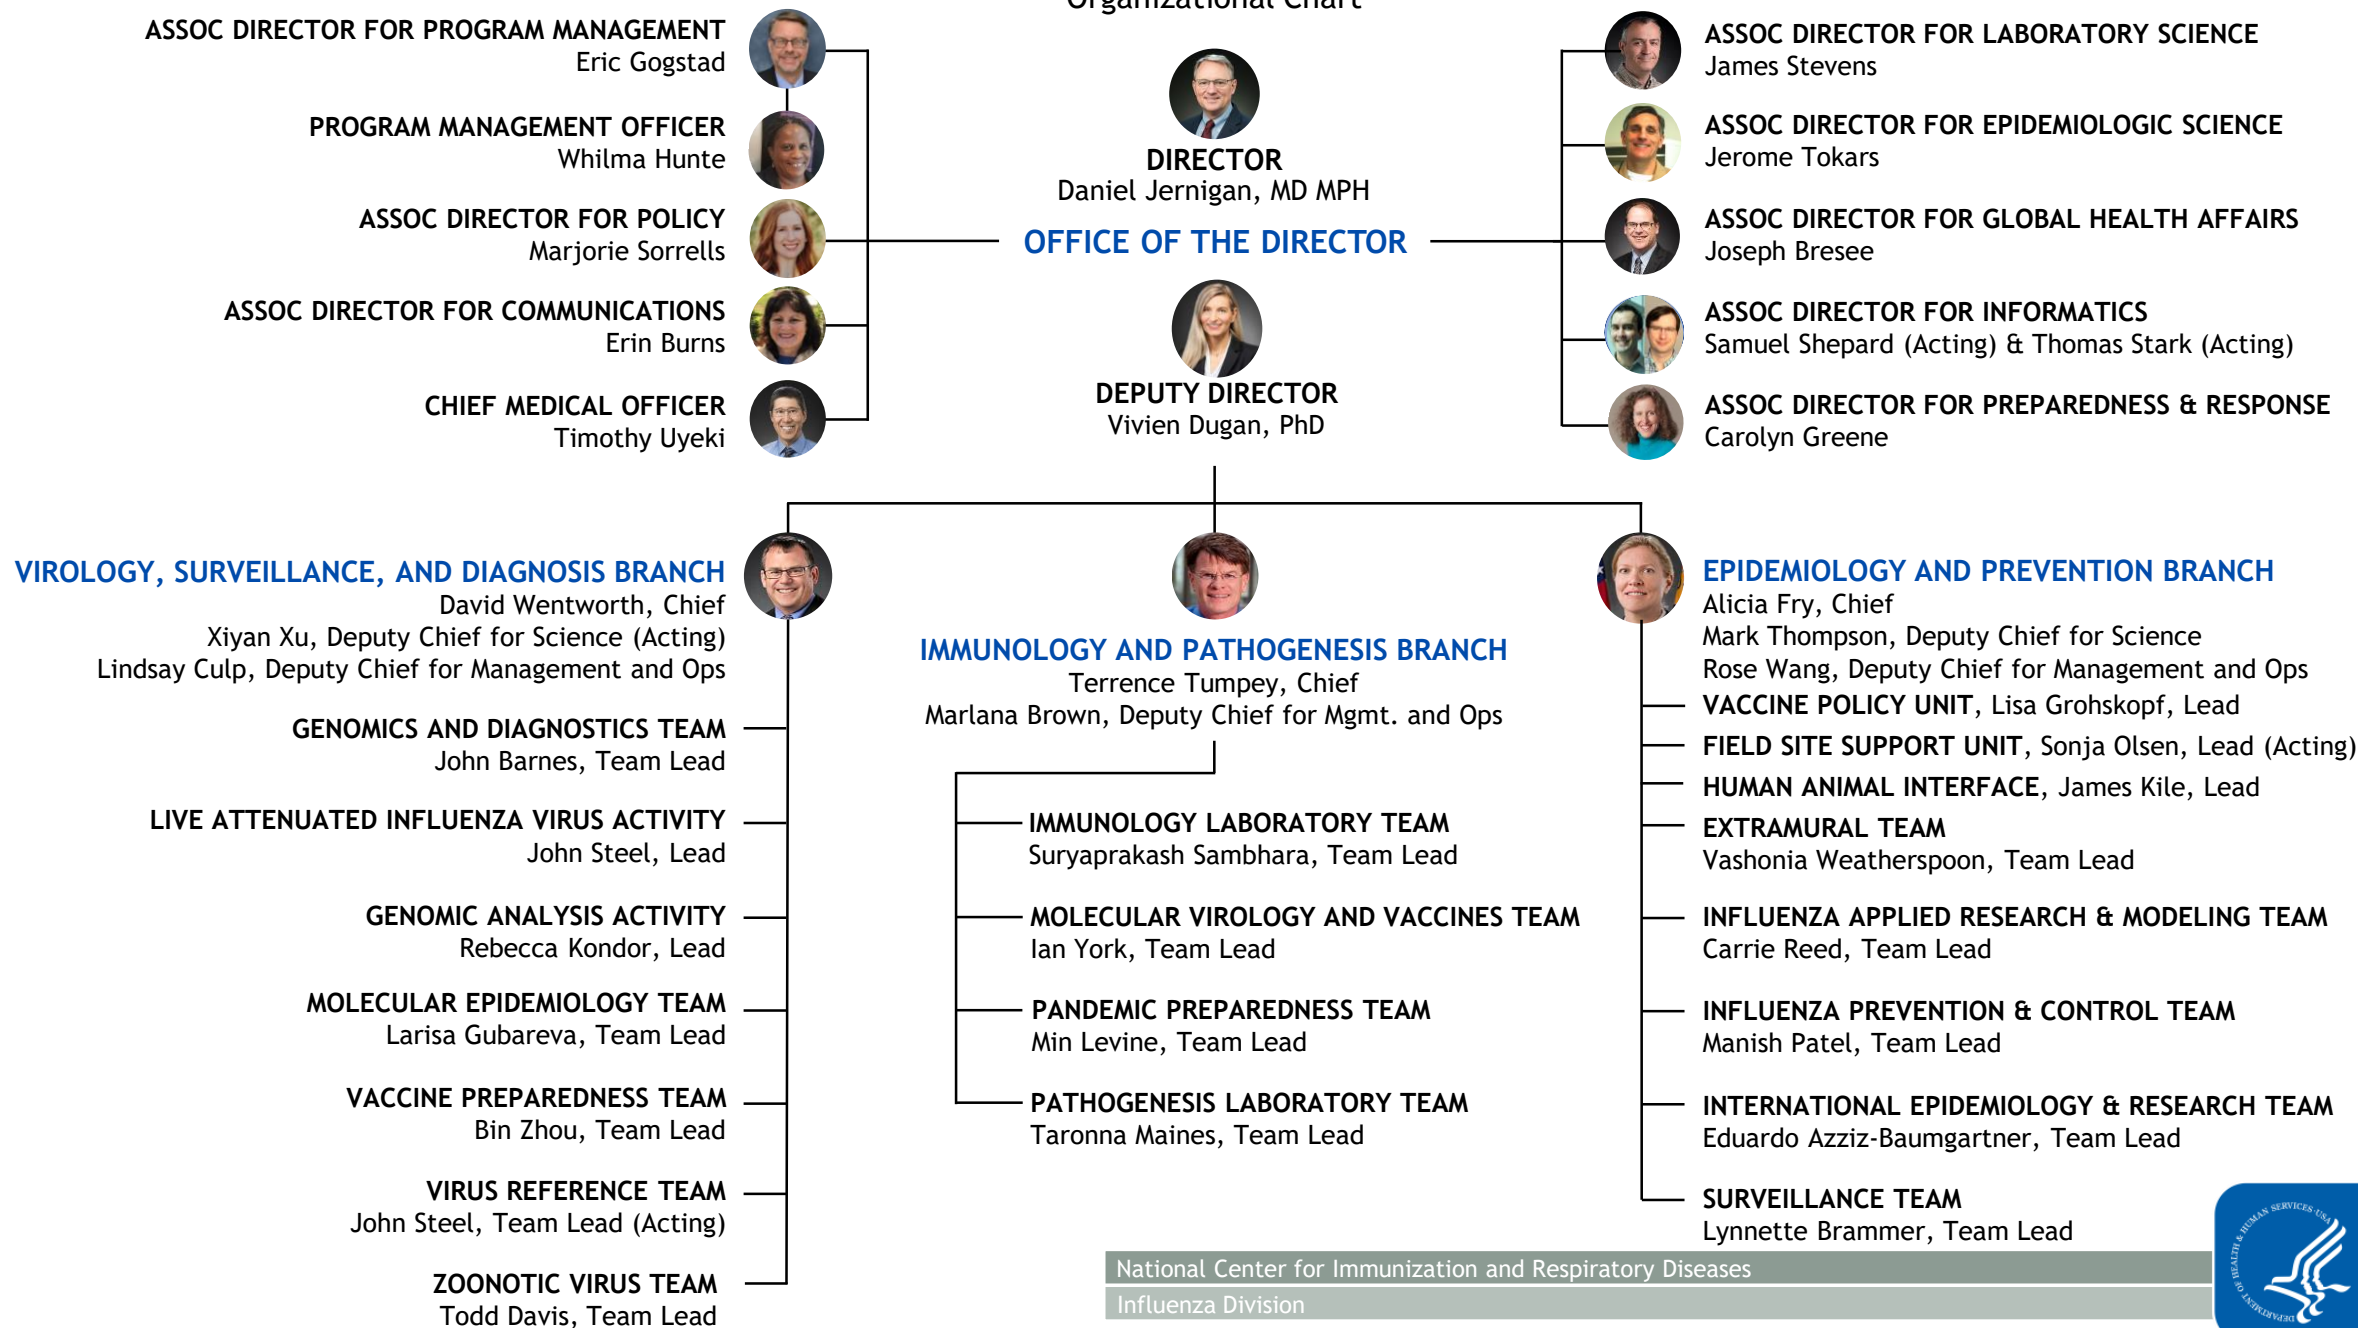 Organizational Chart
ASSOC DIRECTOR FOR PROGRAM MANAGEMENT
Eric Gogstad
PROGRAM MANAGEMENT OFFICER
Whilma Hunte
ASSOC DIRECTOR FOR POLICY
Marjorie Sorrells
ASSOC DIRECTOR FOR COMMUNICATIONS
Erin Burns
CHIEF MEDICAL OFFICER
Timothy Uyeki
DIRECTOR
Daniel Jernigan, MD MPH
OFFICE OF THE DIRECTOR
DEPUTY DIRECTOR
Vivien Dugan, PhD
ASSOC DIRECTOR FOR LABORATORY SCIENCE
James Stevens
ASSOC DIRECTOR FOR EPIDEMIOLOGIC SCIENCE
Jerome Tokars
ASSOC DIRECTOR FOR GLOBAL HEALTH AFFAIRS
Joseph Bresee
ASSOC DIRECTOR FOR INFORMATICS
Samuel Shepard (Acting) & Thomas Stark (Acting)
ASSOC DIRECTOR FOR PREPAREDNESS & RESPONSE
Carolyn Greene
VIROLOGY, SURVEILLANCE, AND DIAGNOSIS BRANCH
David Wentworth, Chief
Xiyan Xu, Deputy Chief for Science (Acting)
Lindsay Culp, Deputy Chief for Management and Ops
GENOMICS AND DIAGNOSTICS TEAM
John Barnes, Team Lead
LIVE ATTENUATED INFLUENZA VIRUS ACTIVITY
John Steel, Lead
GENOMIC ANALYSIS ACTIVITY
Rebecca Kondor, Lead
MOLECULAR EPIDEMIOLOGY TEAM
Larisa Gubareva, Team Lead
VACCINE PREPAREDNESS TEAM
Bin Zhou, Team Lead
VIRUS REFERENCE TEAM
John Steel, Team Lead (Acting)
ZOONOTIC VIRUS TEAM
Todd Davis, Team Lead
IMMUNOLOGY AND PATHOGENESIS BRANCH
Terrence Tumpey, Chief
Marlana Brown, Deputy Chief for Mgmt. and Ops
IMMUNOLOGY LABORATORY TEAM
Suryaprakash Sambhara, Team Lead
MOLECULAR VIROLOGY AND VACCINES TEAM
Ian York, Team Lead
PANDEMIC PREPAREDNESS TEAM
Min Levine, Team Lead
PATHOGENESIS LABORATORY TEAM
Taronna Maines, Team Lead
EPIDEMIOLOGY AND PREVENTION BRANCH
Alicia Fry, Chief
Mark Thompson, Deputy Chief for Science
Rose Wang, Deputy Chief for Management and Ops
VACCINE POLICY UNIT, Lisa Grohskopf, Lead
FIELD SITE SUPPORT UNIT, Sonja Olsen, Lead (Acting)
HUMAN ANIMAL INTERFACE, James Kile, Lead
EXTRAMURAL TEAM
Vashonia Weatherspoon, Team Lead
INFLUENZA APPLIED RESEARCH & MODELING TEAM
Carrie Reed, Team Lead
INFLUENZA PREVENTION & CONTROL TEAM
Manish Patel, Team Lead
INTERNATIONAL EPIDEMIOLOGY & RESEARCH TEAM
Eduardo Azziz-Baumgartner, Team Lead
SURVEILLANCE TEAM
Lynnette Brammer, Team Lead
National Center for Immunization and Respiratory Diseases
Influenza Division
DEPARTMENT OF HEALTH & HUMAN SERVICES·USA